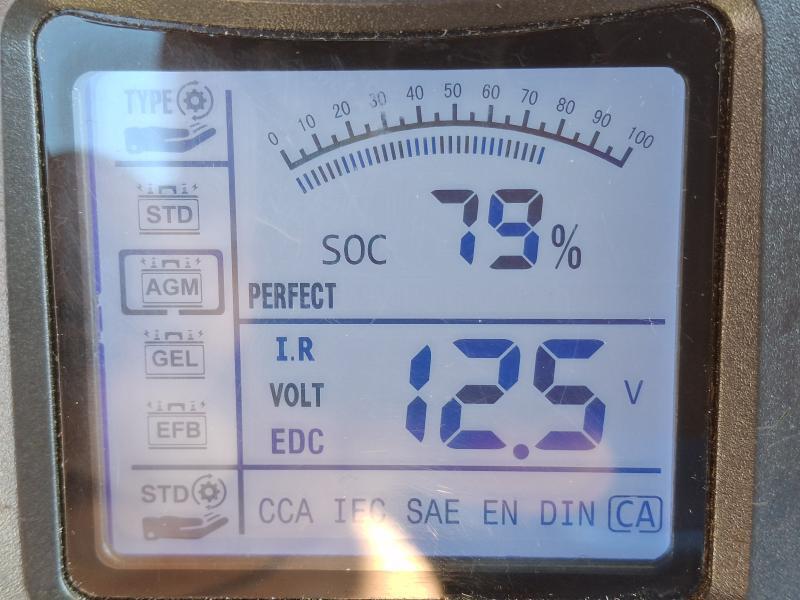 TYPE
0 10 20 30 40 50 60 70 80 90 100
STD
SOC 79 %
AGM
PERFECT
GEL
I.R
VOLT 12.5 V
EFB
EDC
STD
CCA IEC SAE EN DIN CA